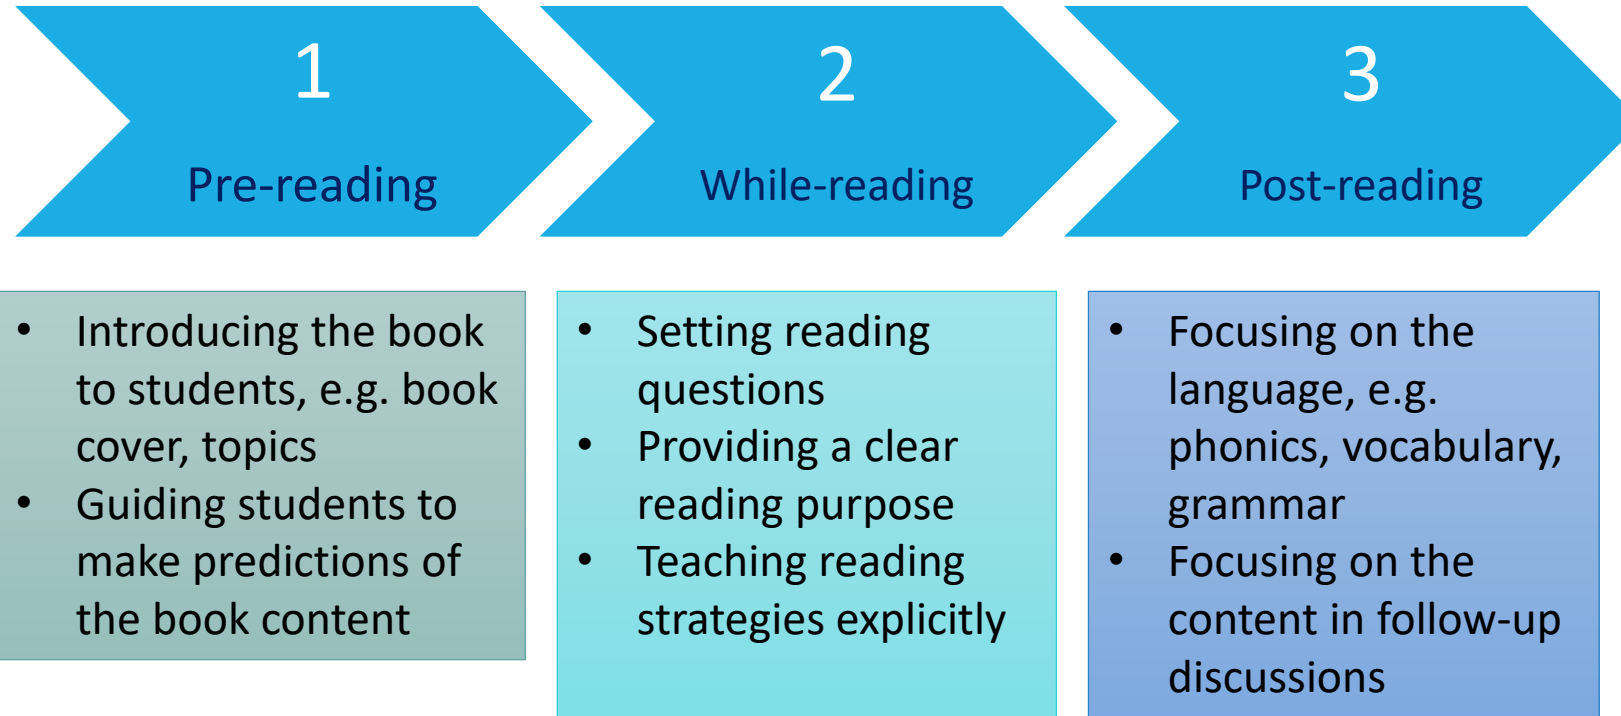 1
Pre-reading
2
While-reading
3
Post-reading
• Introducing the book
to students, e.g. book
cover, topics
• Guiding students to
make predictions of
the book content
• Setting reading
questions
• Providing a clear
reading purpose
• Teaching reading
strategies explicitly
• Focusing on the
language, e.g.
phonics, vocabulary,
grammar
• Focusing on the
content in follow-up
discussions